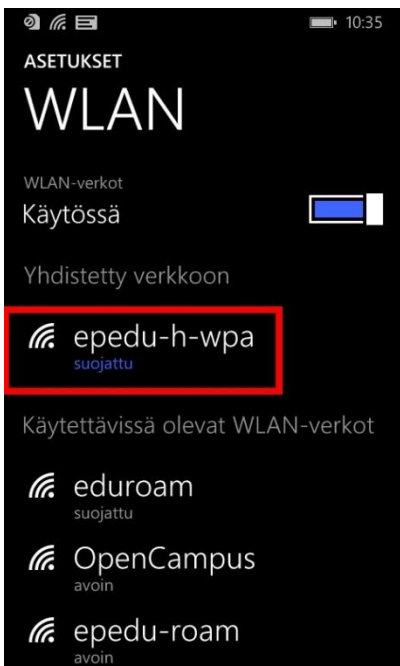 10:35
ASETUKSET
WLAN
WLAN-verkot
Käytössä
Yhdistetty verkkoon
epedu-h-wpa
suojattu
Käytettävissä olevat WLAN-verkot
eduroam
suojattu
OpenCampus
avoin
epedu-roam
avoin